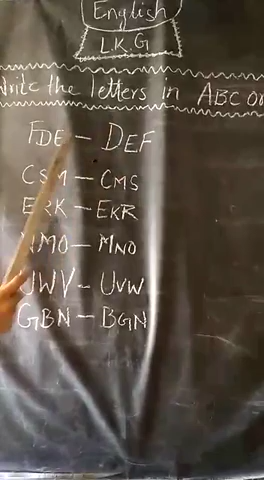 English
L.K.G
Write the letters in ABC or
FDE – DEF
CSM – CMS
ERK – EKR
NMO – MNO
UWV – UVW
GBN – BGN